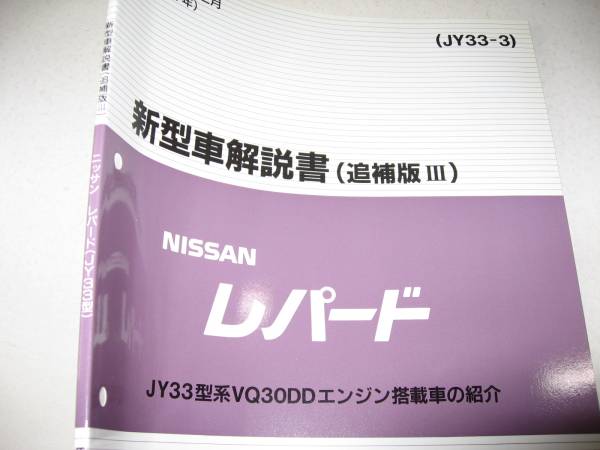 年)
月
(JY33-3)
新型車解説書(追補版Ⅲ)
NISSAN
レパード
JY33型系VQ30DDエンジン搭載車の紹介
新型車解説書(追補版Ⅲ)
ニッサン レパード(JY33型)